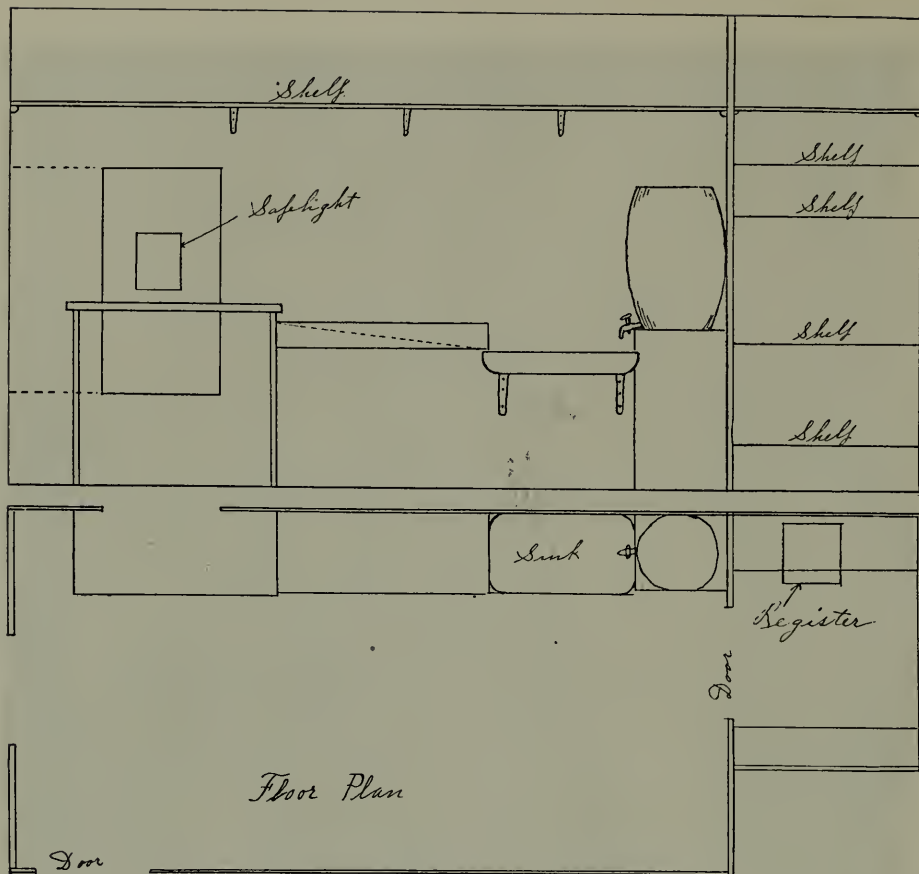 Shelf
Shelf
Shelf
Safelight
Shelf
Shelf
Sink
Register
Door
Floor Plan
Door